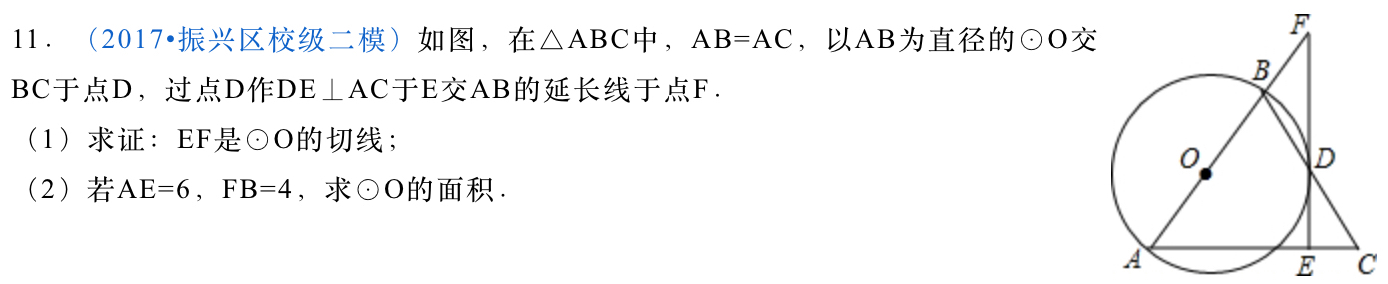 11. （2017•振兴区校级二模）如图，在△ABC中，AB=AC，以AB为直径的⊙O交
BC于点D，过点D作DE⊥AC于E交AB的延长线于点F.
（1）求证：EF是⊙O的切线；
（2）若AE=6，FB=4，求⊙O的面积.
F
B
O
D
A
E
C